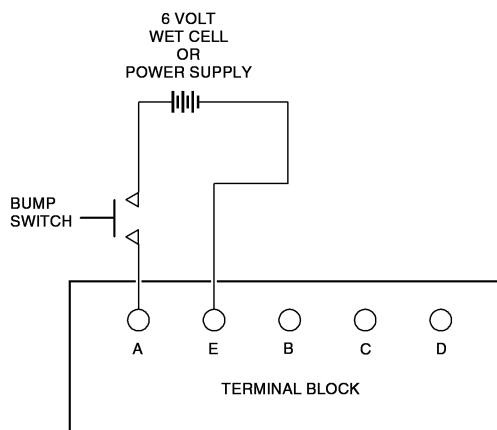 6 VOLT
WET CELL
OR
POWER SUPPLY
BUMP
SWITCH
A E B C D
TERMINAL BLOCK